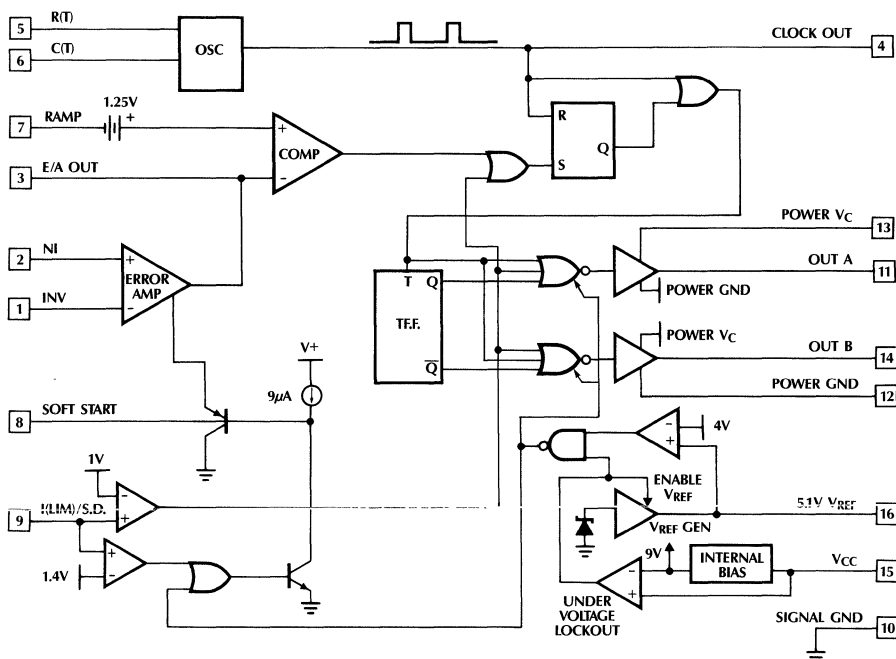 5 R(T)
6 C(T)
OSC
CLOCK OUT 4
7 RAMP
1.25V
+
+
COMP
-
3 E/A OUT
R
S
Q
2 NI
+
ERROR
AMP
-
1 INV
T Q
T.F.F.
Q
POWER VC 13
OUT A 11
POWER GND
POWER VC
OUT B 14
POWER GND 12
V+
9µA
8 SOFT START
4V
-
+
1V
-
+
9 I(LIM)/S.D.
+
-
1.4V
ENABLE
VREF
VREF GEN
5.1V VREF 16
9V
INTERNAL
BIAS
VCC 15
-
+
UNDER
VOLTAGE
LOCKOUT
SIGNAL GND 10